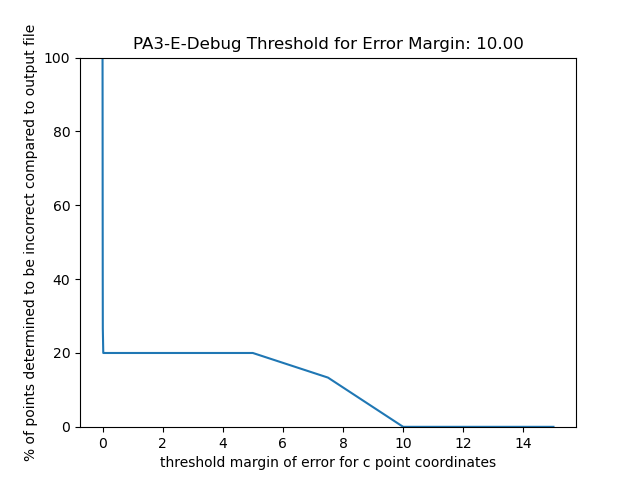 PA3-E-Debug Threshold for Error Margin: 10.00
% of points determined to be incorrect compared to output file
100
80
60
40
20
0
0 2 4 6 8 10 12 14
threshold margin of error for c point coordinates